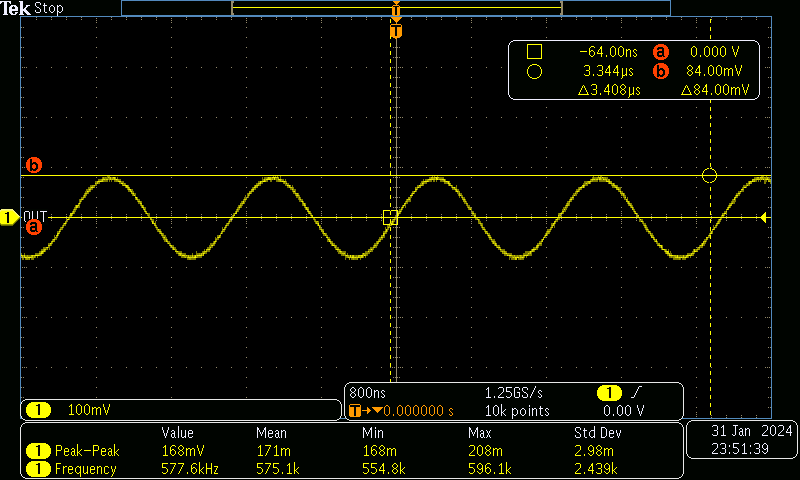 Tek Stop
T
-64.00ns a 0.000 V
3.344µs b 84.00mV
△3.408µs △84.00mV
b
1 OUT
a
1 100mV
800ns 1.25GS/s 1
T→▼0.000000 s 10k points 0.00 V
Value Mean Min Max Std Dev
1 Peak-Peak 168mV 171m 168m 208m 2.98m
1 Frequency 577.6kHz 575.1k 554.8k 596.1k 2.439k
31 Jan 2024
23:51:39